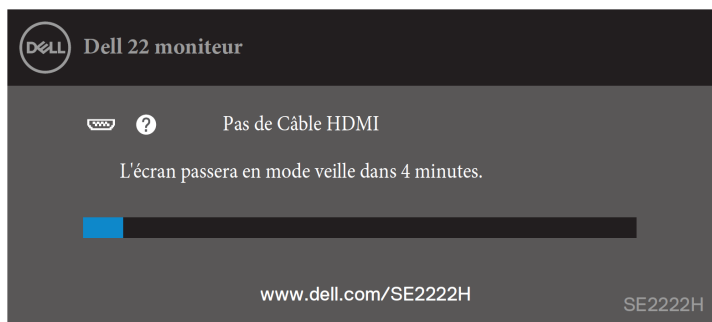 DELL
Dell 22 moniteur
? Pas de Câble HDMI
L'écran passera en mode veille dans 4 minutes.
www.dell.com/SE2222H
SE2222H